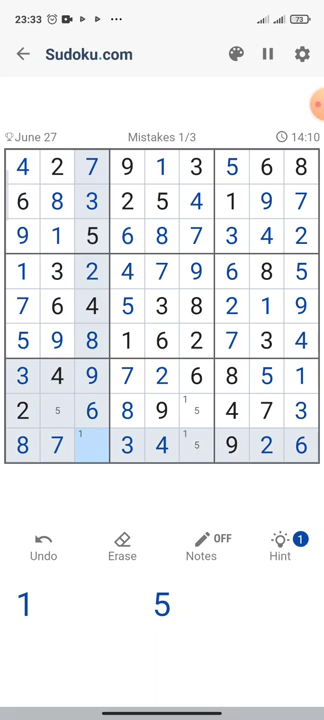 23:33 73
Sudoku.com
June 27 Mistakes 1/3 14:10
4 2 7 9 1 3 5 6 8
6 8 3 2 5 4 1 9 7
9 1 5 6 8 7 3 4 2
1 3 2 4 7 9 6 8 5
7 6 4 5 3 8 2 1 9
5 9 8 1 6 2 7 3 4
3 4 9 7 2 6 8 5 1
2 5 6 8 9 1 5 4 7 3
8 7 1 3 4 1 5 9 2 6
OFF 1
Undo Erase Notes Hint
1 5